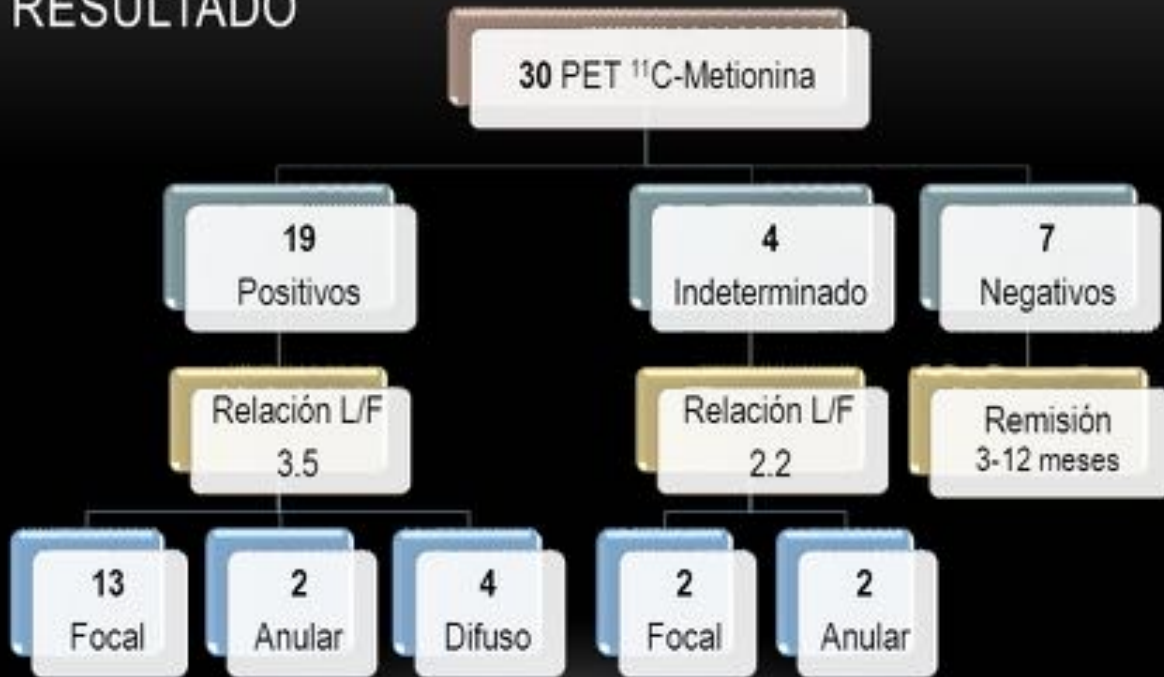 RESULTADO
30 PET ¹¹C-Metionina
19
Positivos
4
Indeterminado
7
Negativos
Relación L/F
3.5
Relación L/F
2.2
Remisión
3-12 meses
13
Focal
2
Anular
4
Difuso
2
Focal
2
Anular